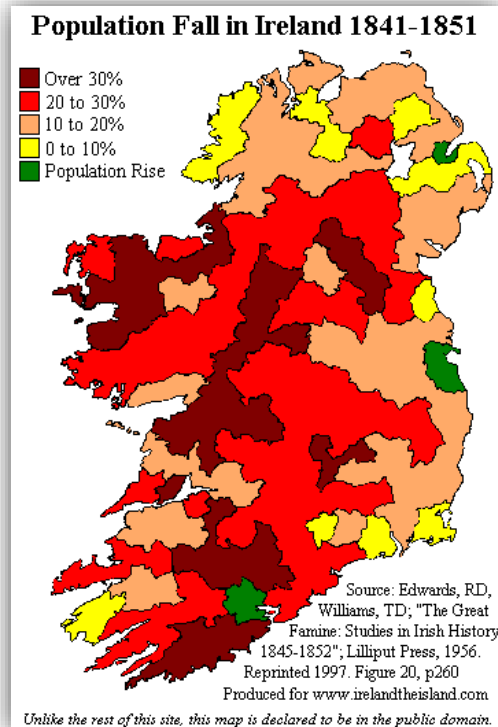 Population Fall in Ireland 1841-1851
Over 30%
20 to 30%
10 to 20%
0 to 10%
Population Rise
Source: Edwards, RD,
Williams, TD; "The Great
Famine: Studies in Irish History
1845-1852"; Lilliput Press, 1956.
Reprinted 1997. Figure 20, p260
Produced for www.irelandtheisland.com
Unlike the rest of this site, this map is declared to be in the public domain.